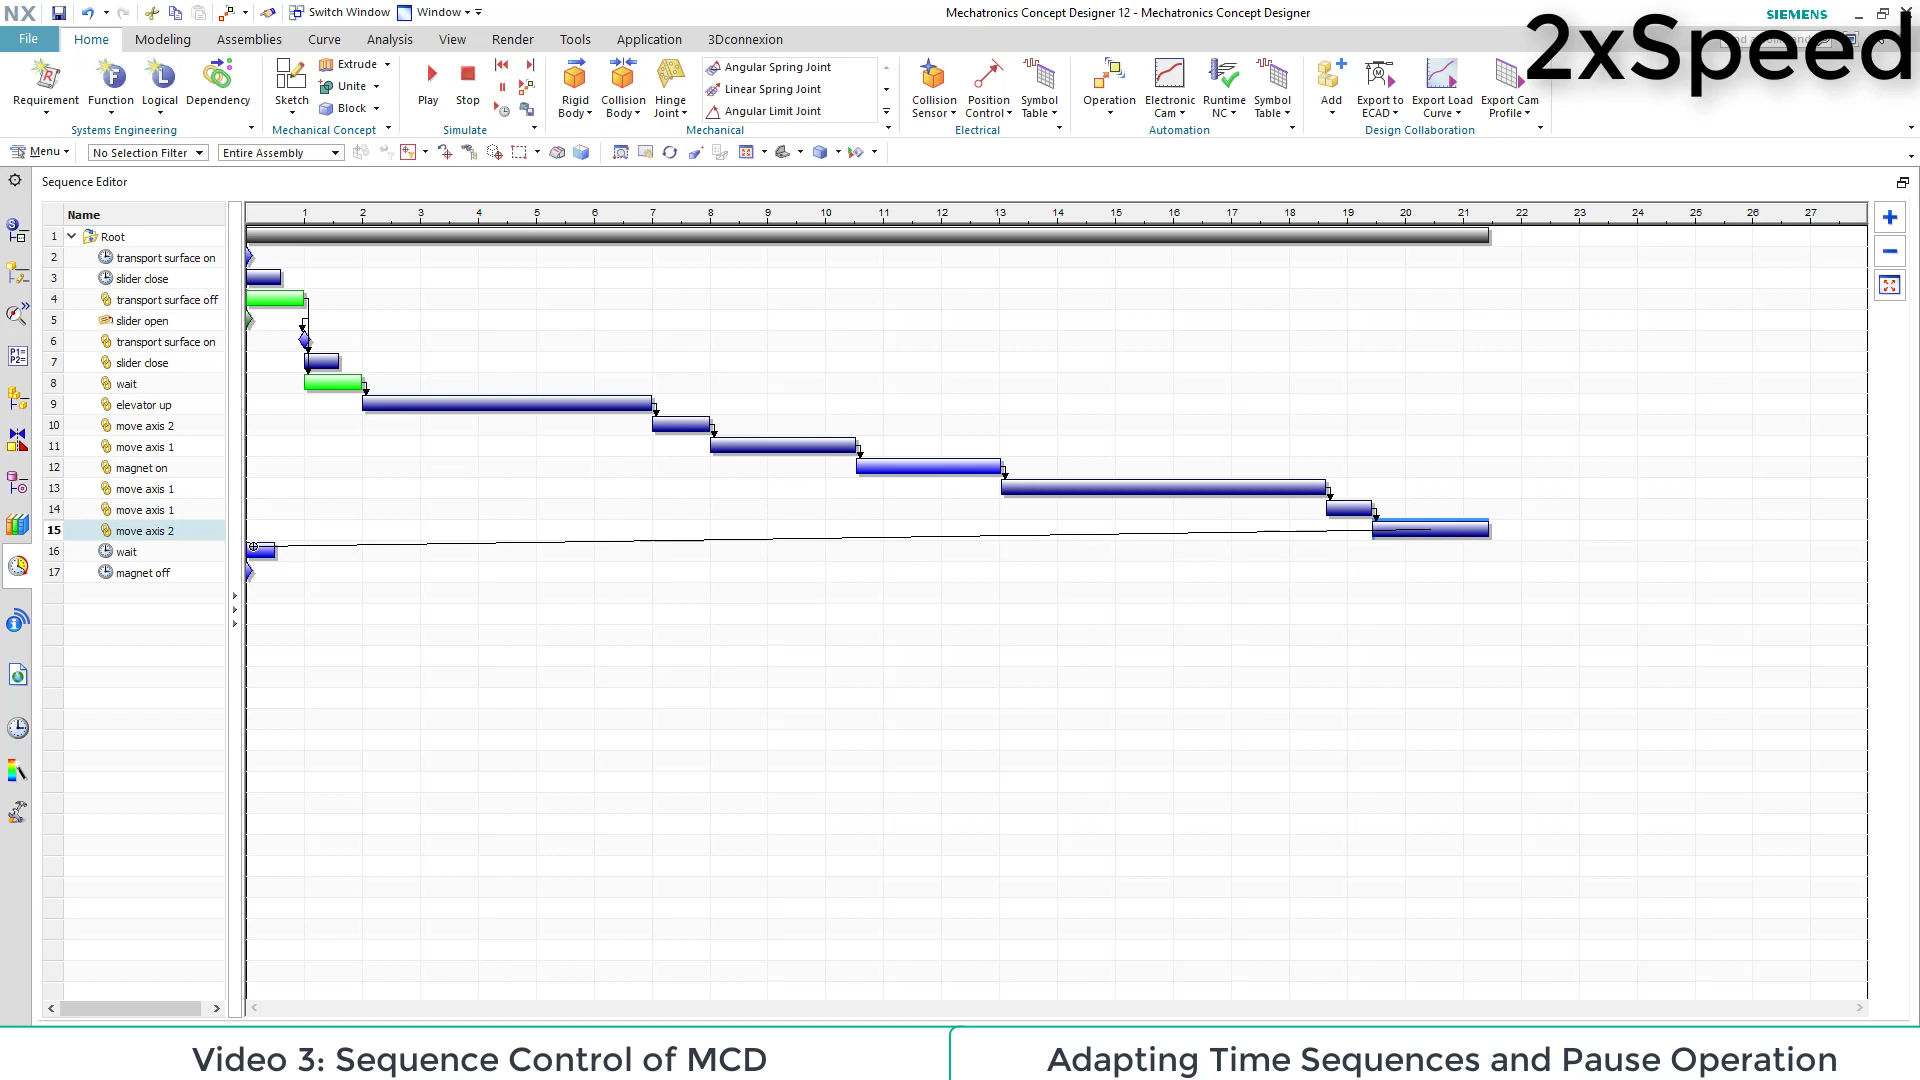 NX
Switch Window
Window
Mechatronics Concept Designer 12 - Mechatronics Concept Designer
SIEMENS
2xSpeed
File
Home
Modeling
Assemblies
Curve
Analysis
View
Render
Tools
Application
3Dconnexion
Requirement
Function
Logical
Dependency
Systems Engineering
Sketch
Extrude
Unite
Block
Mechanical Concept
Play
Stop
Simulate
Rigid Body
Collision Body
Hinge Joint
Angular Spring Joint
Linear Spring Joint
Angular Limit Joint
Mechanical
Collision Sensor
Position Control
Symbol Table
Electrical
Operation
Electronic Cam
Runtime NC
Symbol Table
Automation
Add
Export to ECAD
Export Load Curve
Export Cam Profile
Design Collaboration
Menu
No Selection Filter
Entire Assembly
Sequence Editor
Name
1 2 3 4 5 6 7 8 9 10 11 12 13 14 15 16 17 18 19 20 21 22 23 24 25 26 27
1 Root
2 transport surface on
3 slider close
4 transport surface off
5 slider open
6 transport surface on
7 slider close
8 wait
9 elevator up
10 move axis 2
11 move axis 1
12 magnet on
13 move axis 1
14 move axis 1
15 move axis 2
16 wait
17 magnet off
Video 3: Sequence Control of MCD
Adapting Time Sequences and Pause Operation